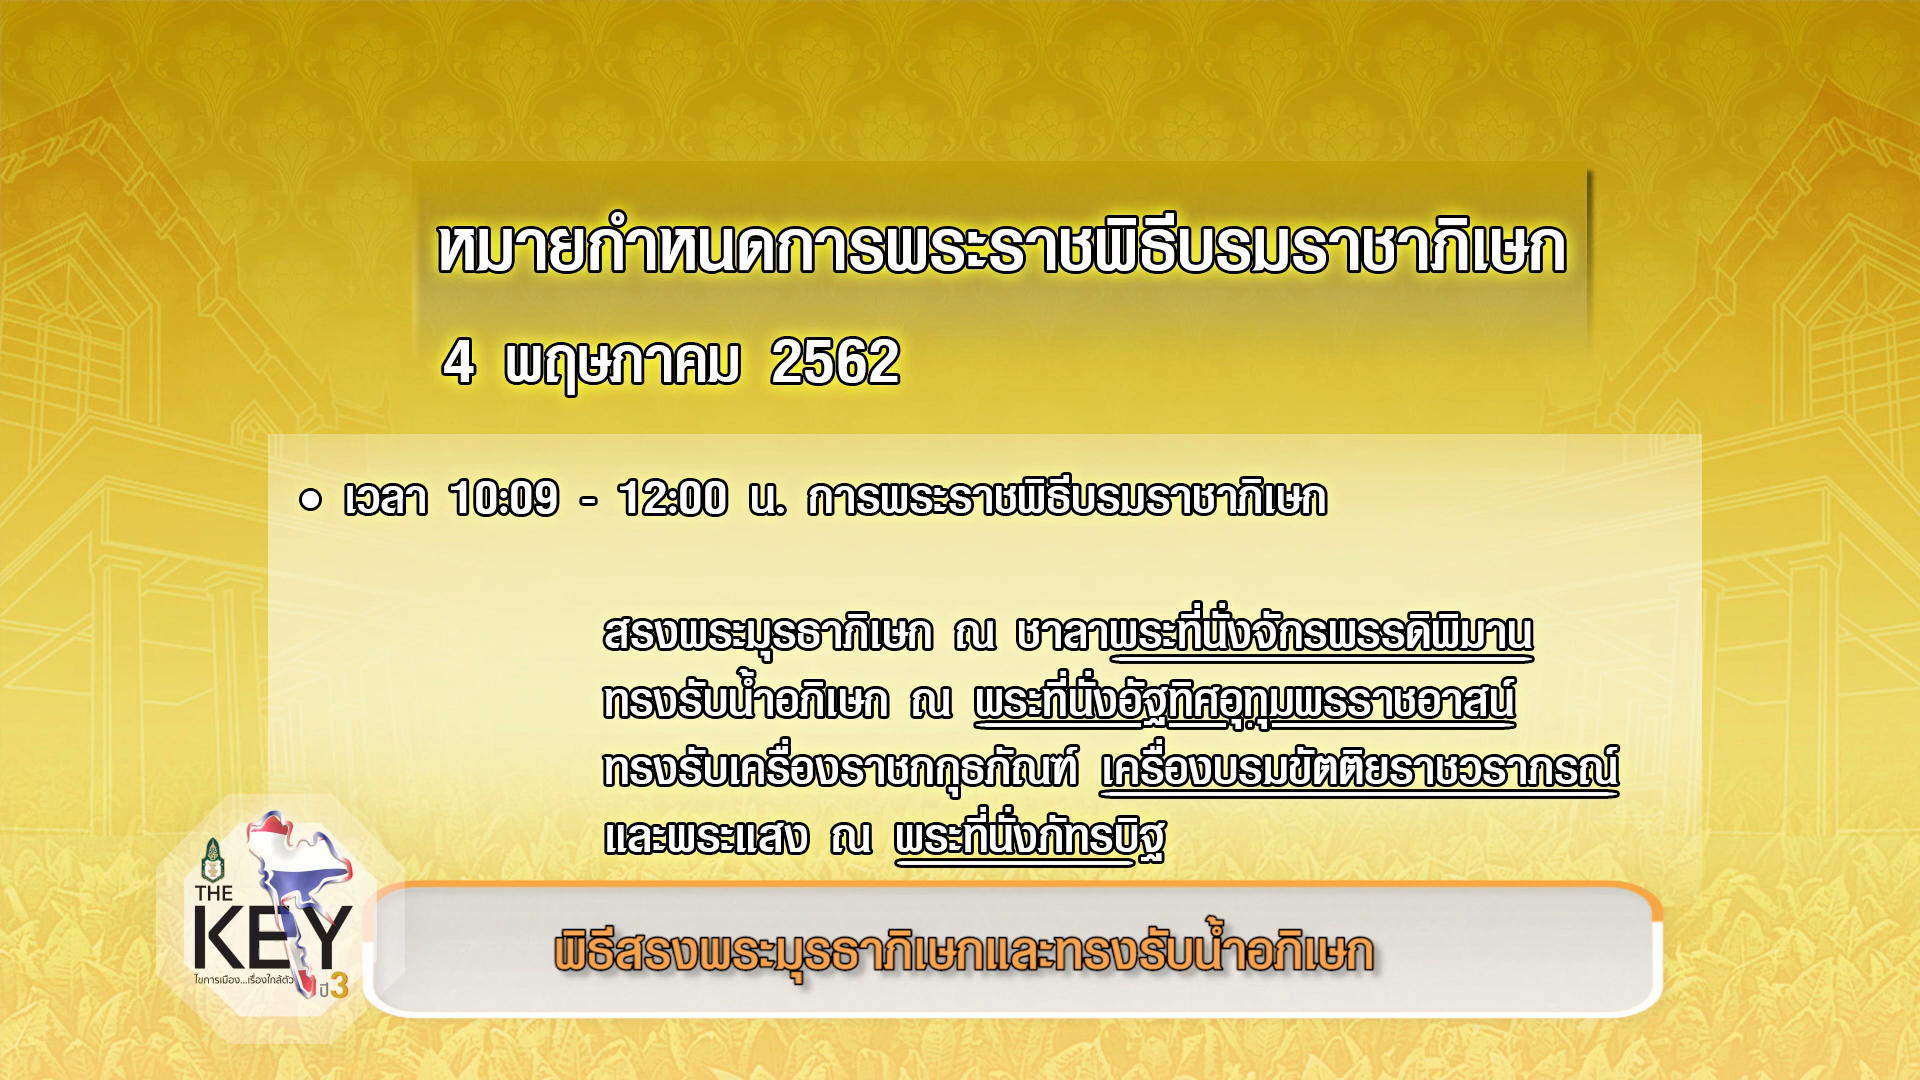 หมายกำหนดการพระราชพิธีบรมราชาภิเษก
4 พฤษภาคม 2562
• เวลา 10:09 - 12:00 น. การพระราชพิธีบรมราชาภิเษก
สรงพระมุรธาภิเษก ณ ชาลาพระที่นั่งจักรพรรดิพิมาน
ทรงรับน้ำอภิเษก ณ พระที่นั่งอัฐทิศอุทุมพรราชอาสน์
ทรงรับเครื่องราชกกุธภัณฑ์ เครื่องบรมขัตติยราชวราภรณ์
และพระแสง ณ พระที่นั่งภัทรบิฐ
THE
KEY
ไขการเมือง...เรื่องใกล้ตัว
ปี 3
พิธีสรงพระมุรธาภิเษกและทรงรับน้ำอภิเษก